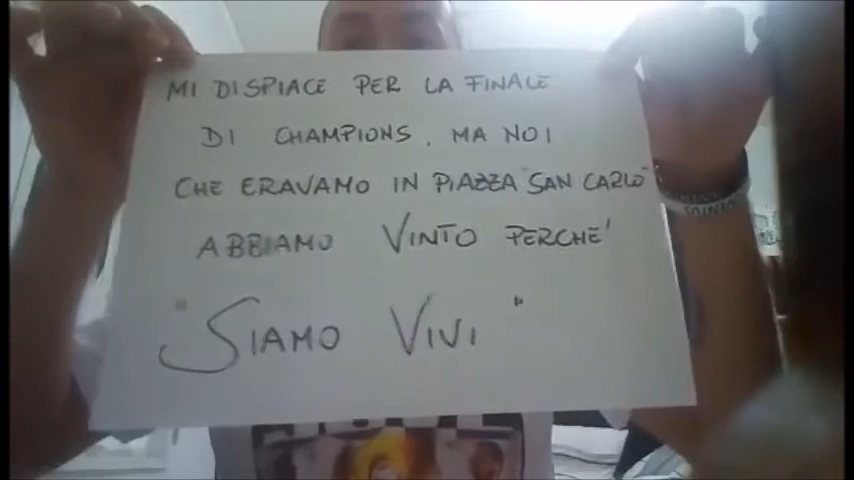 MI DISPIACE PER LA FINALE
DI CHAMPIONS, MA NOI
CHE ERAVAMO IN PIAZZA "SAN CARLO"
ABBIAMO VINTO PERCHE'
"SIAMO VIVI"